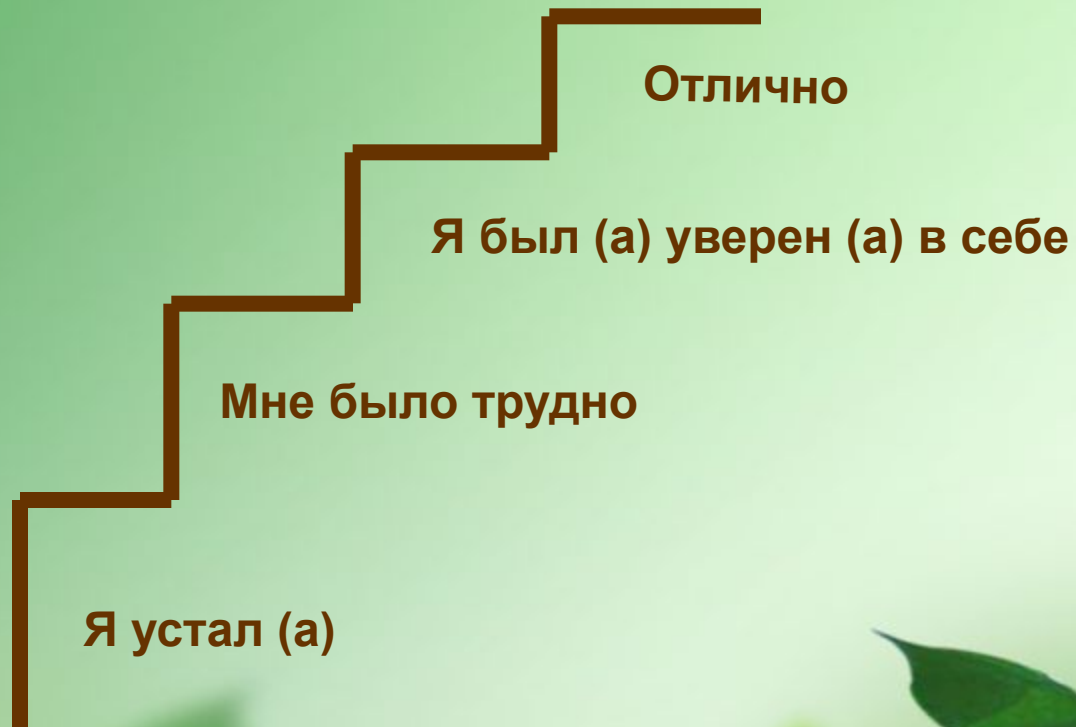 Отлично
Я был (а) уверен (а) в себе
Мне было трудно
Я устал (а)